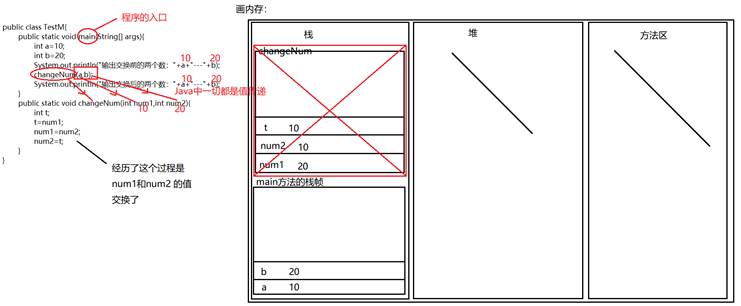 程序的入口
public class TestM{
public static void main(String[] args){
int a=10;
int b=20;
10 20
System.out.println("输出交换前的两个数："+a+"---"+b);
changeNum(a,b);
10 20
System.out.println("输出交换后的两个数："+a+"---"+b);
Java中一切都是值传递
}
public static void changeNum(int num1,int num2){
10 20
int t;
t=num1;
num1=num2;
num2=t;
}
}
经历了这个过程是
num1和num2 的值
交换了
画内存：
栈
changeNum
t 10
num2 10
num1 20
main方法的栈帧
b 20
a 10
堆
方法区